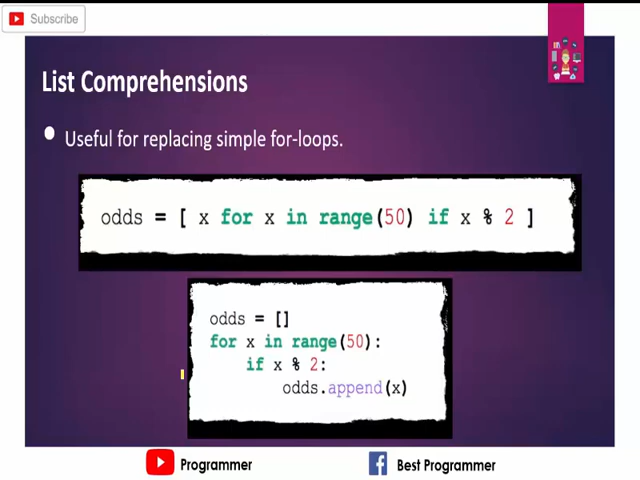 Subscribe
List Comprehensions
Useful for replacing simple for-loops.
odds = [ x for x in range(50) if x % 2 ]
odds = []
for x in range(50):
if x % 2:
odds.append(x)
Programmer
Best Programmer